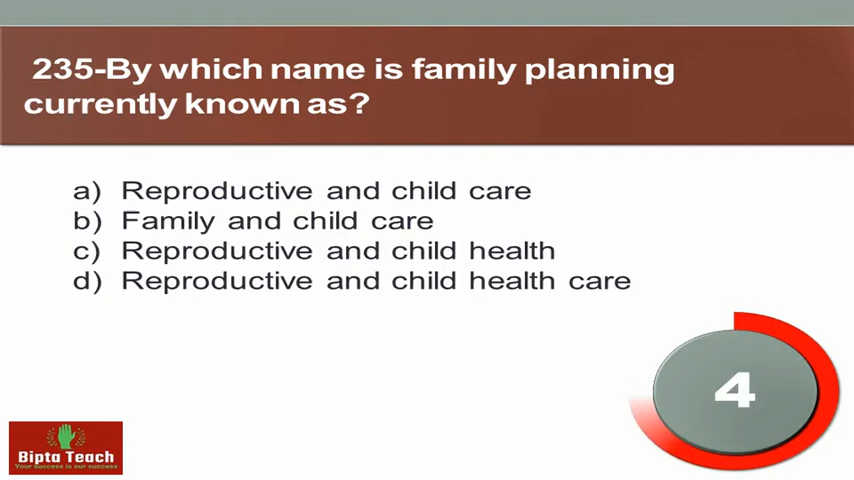 235-By which name is family planning
currently known as?
a) Reproductive and child care
b) Family and child care
c) Reproductive and child health
d) Reproductive and child health care
4
Bipta Teach
Your success is our success